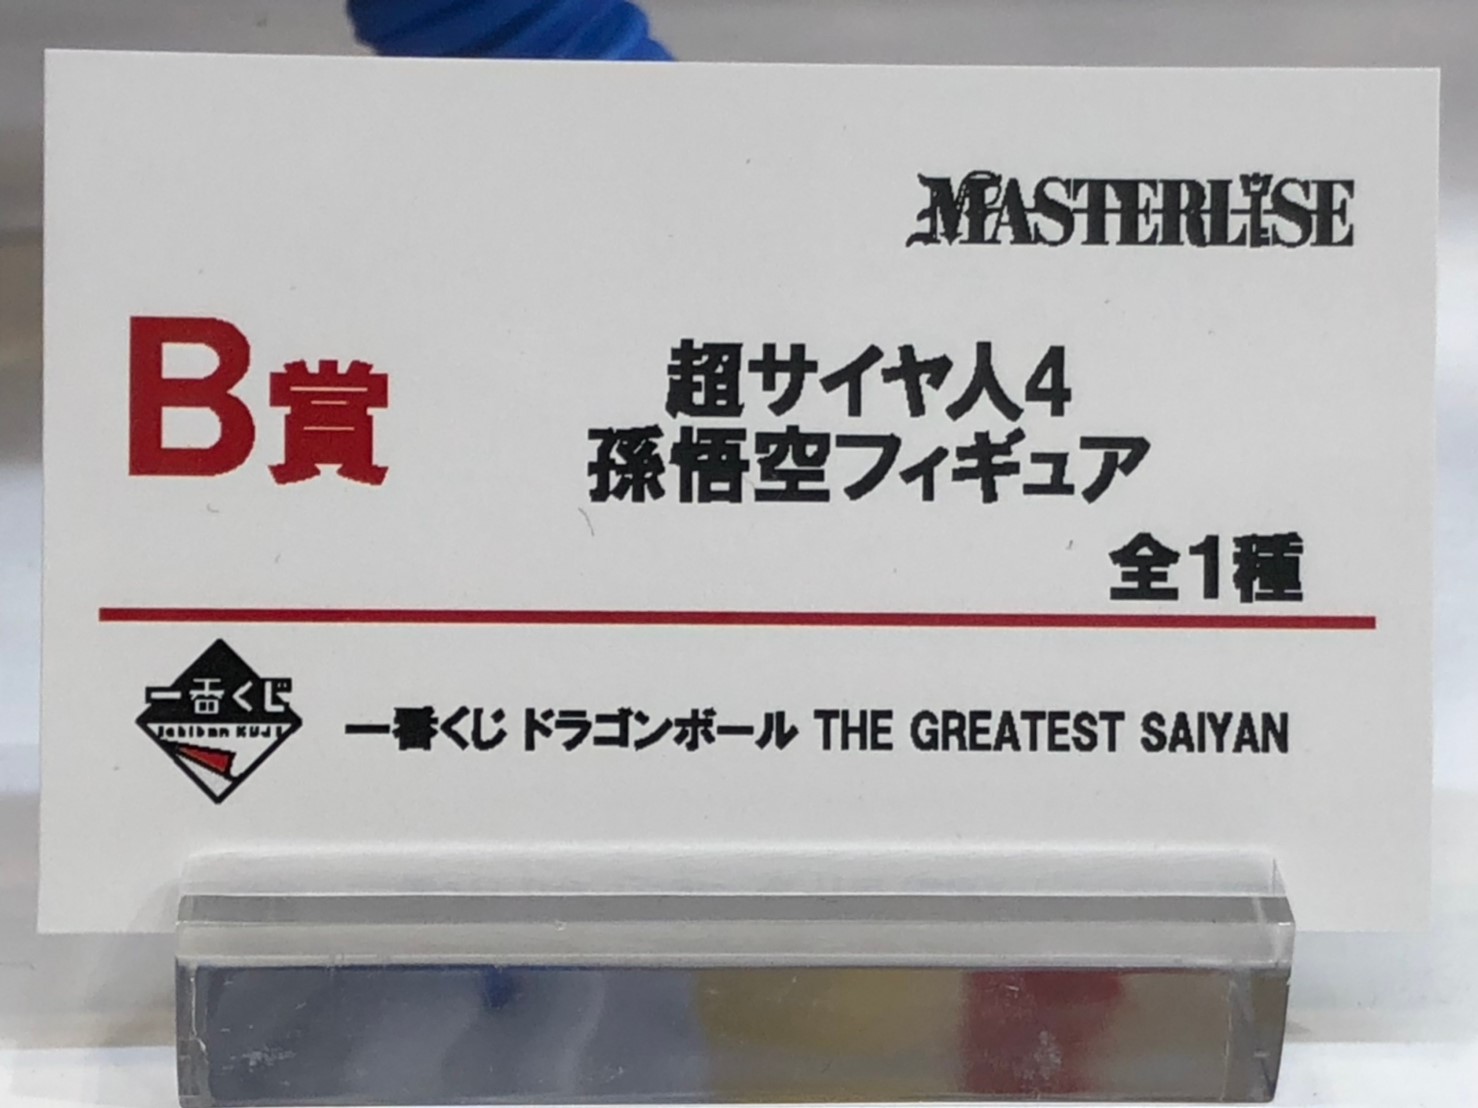 MASTERLISE
B賞
超サイヤ人4
孫悟空フィギュア
全1種
一番くじ
Ichiban KUJI
一番くじ ドラゴンボール THE GREATEST SAIYAN